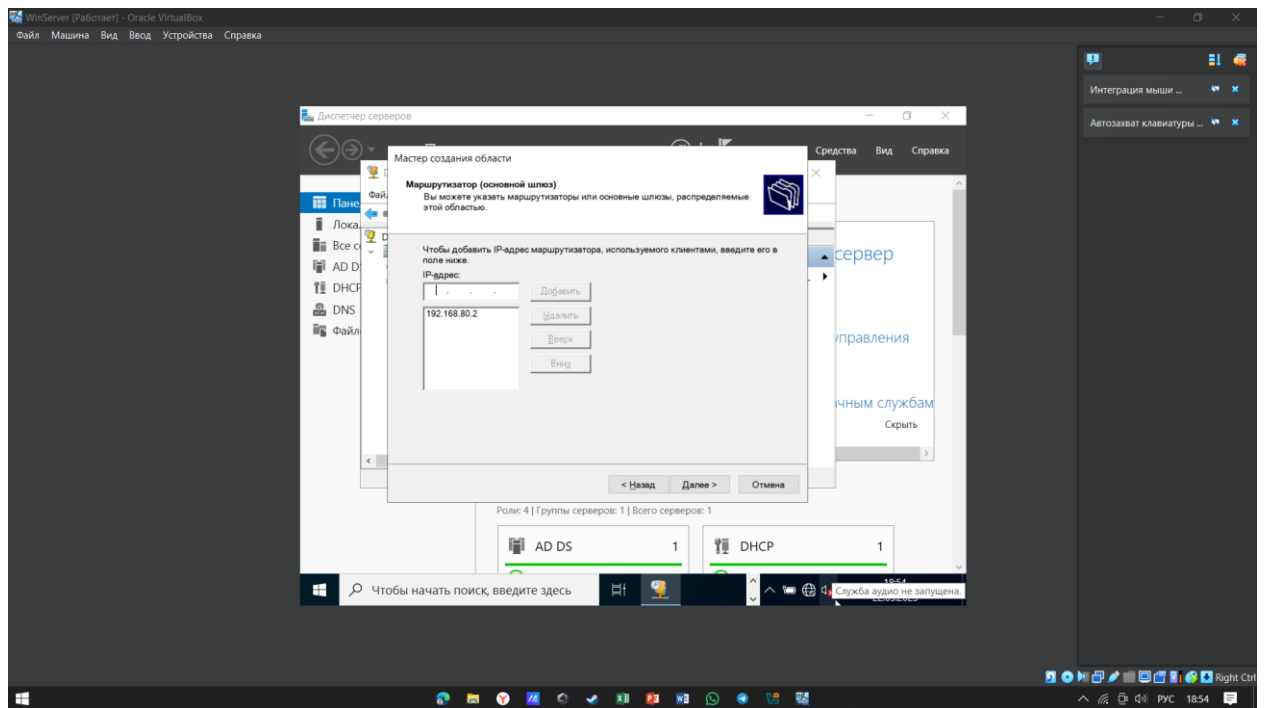 WinServer [Работает] - Oracle VirtualBox
Файл Машина Вид Ввод Устройства Справка
Интеграция мыши ...
Автозахват клавиатуры ...
Диспетчер серверов
Средства Вид Справка
Мастер создания области
Маршрутизатор (основной шлюз)
Вы можете указать маршрутизаторы или основные шлюзы, распределяемые
этой областью.
Чтобы добавить IP-адрес маршрутизатора, используемого клиентами, введите его в
поле ниже.
IP-адрес:
. . .
Добавить
192.168.80.2
Удалить
Вверх
Вниз
< Назад
Далее >
Отмена
Файл
Пане
Лока
Все с
AD D
DHCP
DNS
Файл
сервер
управления
чным службам
Скрыть
Роли: 4 | Группы серверов: 1 | Всего серверов: 1
AD DS 1
DHCP 1
Чтобы начать поиск, введите здесь
Служба аудио не запущена.
Right Ctrl
РУС 18:54